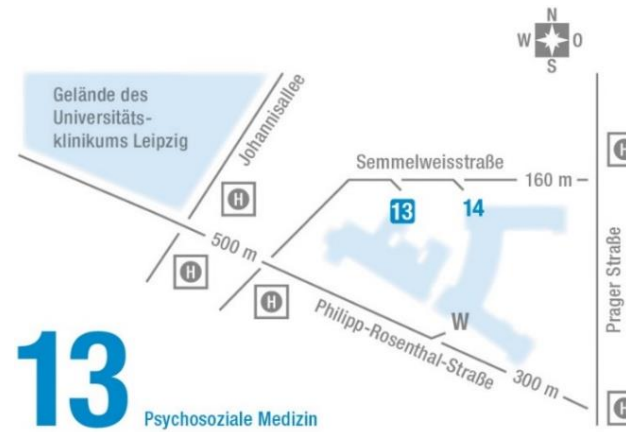 N
W O
S
Gelände des
Universitäts-
klinikums Leipzig
Johannisallee
H
Semmelweisstraße
160 m
H
13
14
500 m
H
H
Philipp-Rosenthal-Straße
W
300 m
Prager Straße
H
13
Psychosoziale Medizin